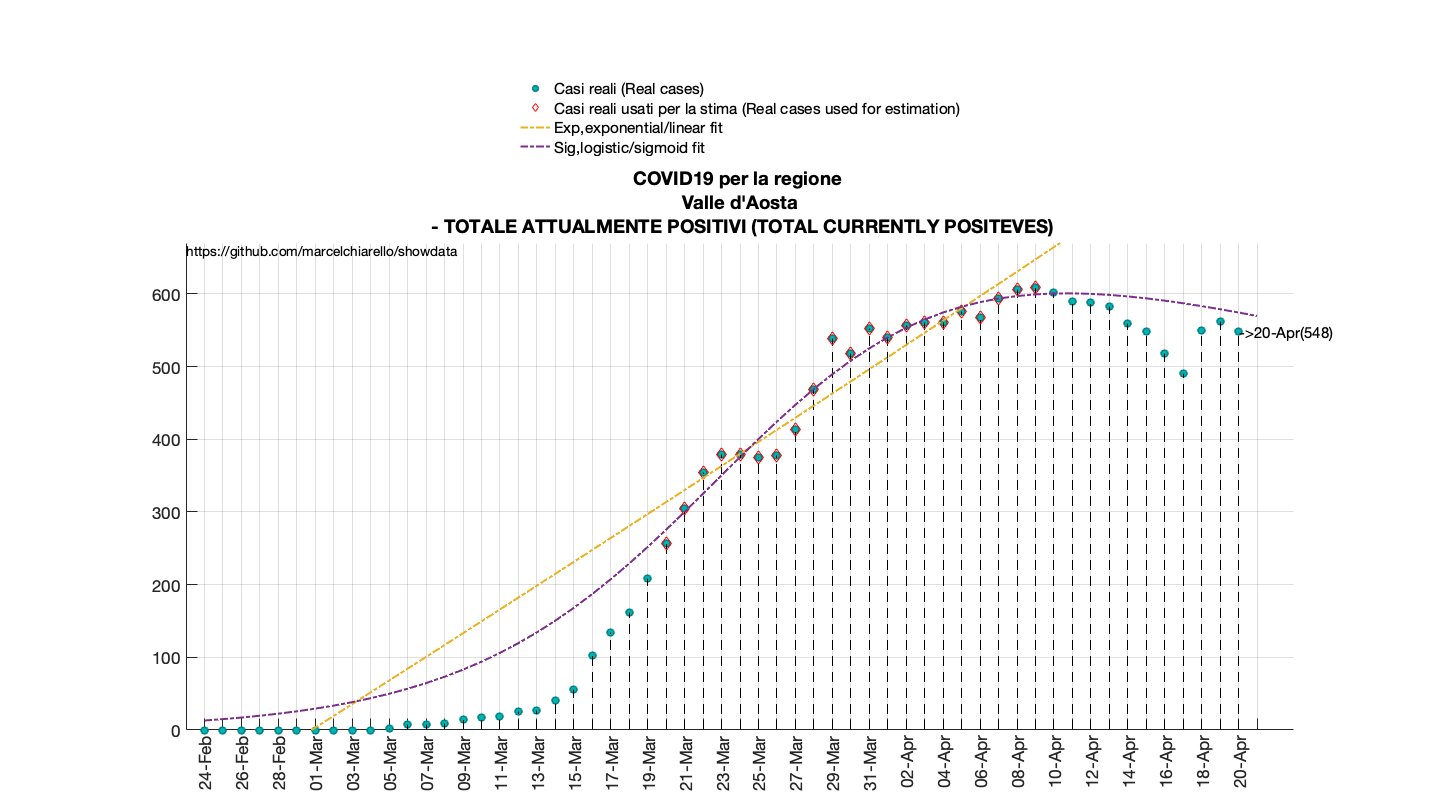 Casi reali (Real cases)
Casi reali usati per la stima (Real cases used for estimation)
Exp,exponential/linear fit
Sig,logistic/sigmoid fit
COVID19 per la regione
Valle d'Aosta
- TOTALE ATTUALMENTE POSITIVI (TOTAL CURRENTLY POSITEVES)
https://github.com/marcelchiarello/showdata
600
500
400
300
200
100
0
->20-Apr(548)
24-Feb
26-Feb
28-Feb
01-Mar
03-Mar
05-Mar
07-Mar
09-Mar
11-Mar
13-Mar
15-Mar
17-Mar
19-Mar
21-Mar
23-Mar
25-Mar
27-Mar
29-Mar
31-Mar
02-Apr
04-Apr
06-Apr
08-Apr
10-Apr
12-Apr
14-Apr
16-Apr
18-Apr
20-Apr